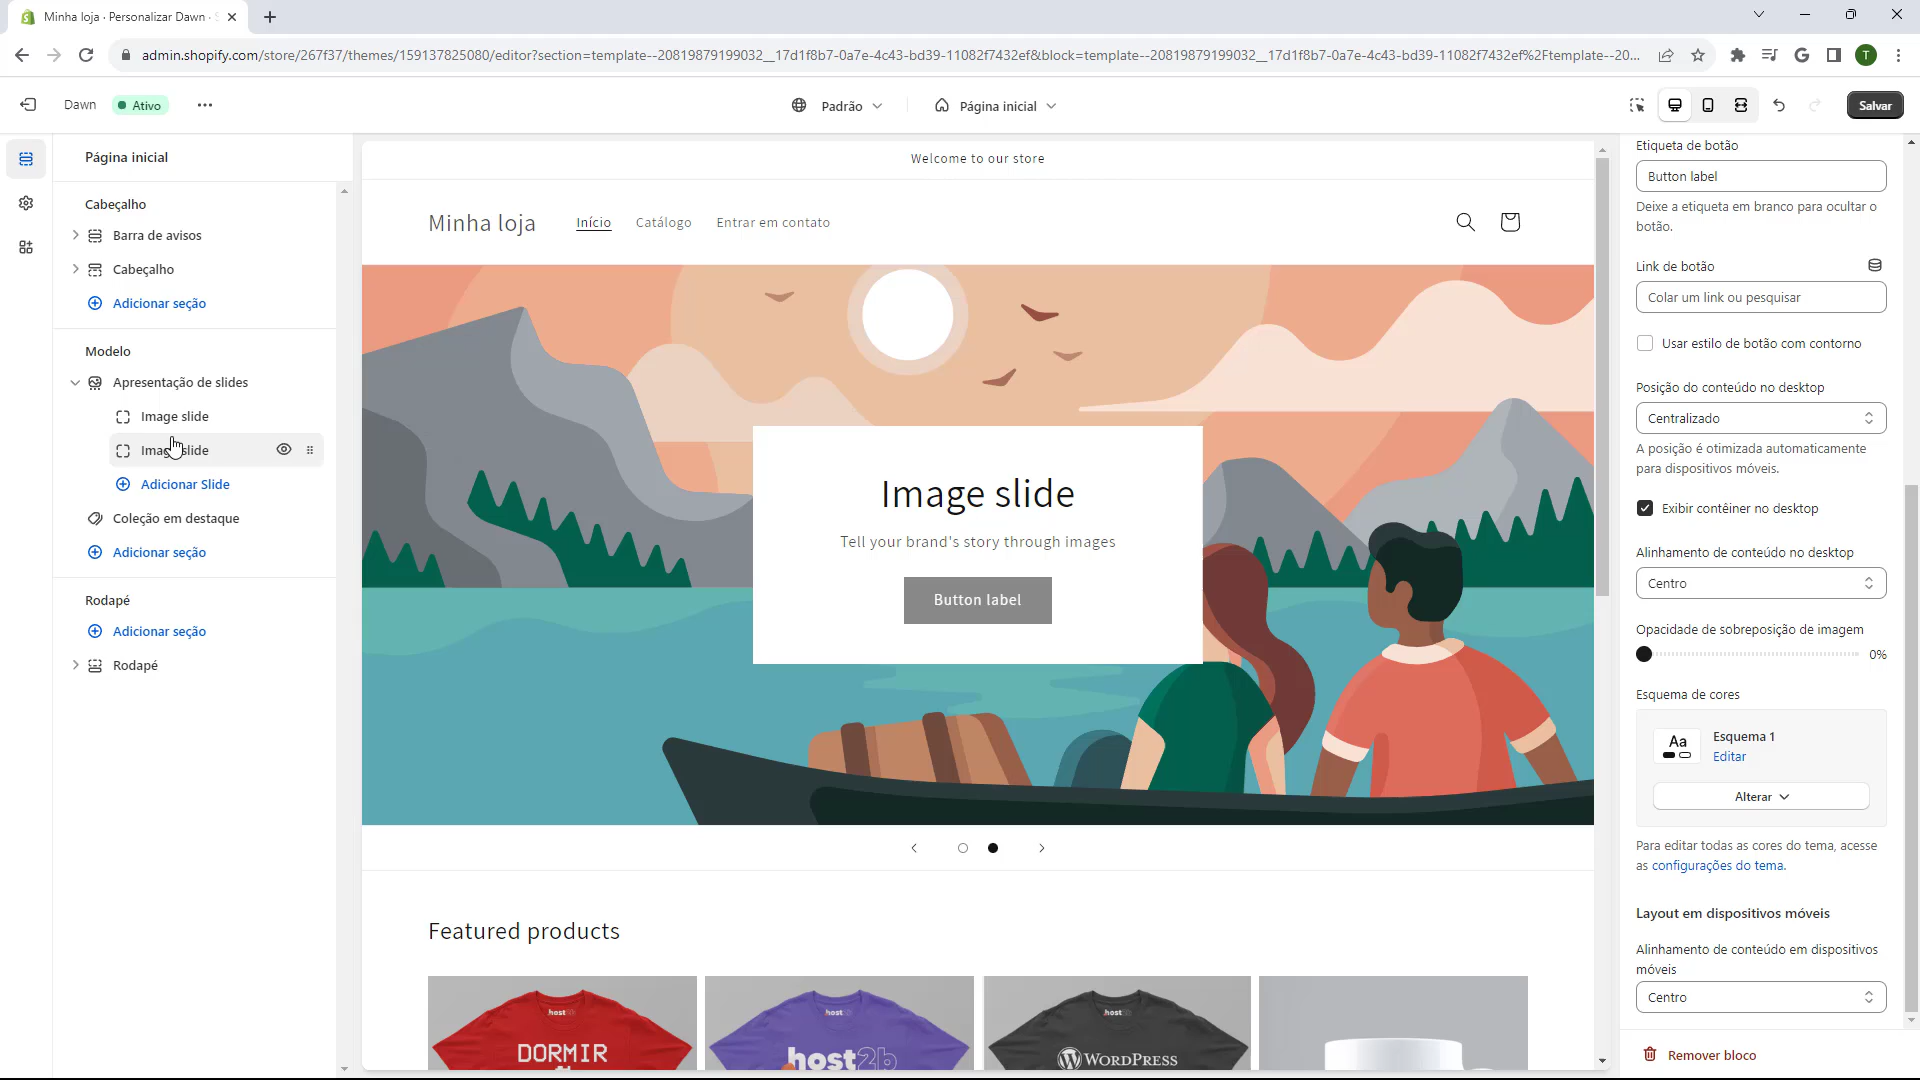 Minha loja · Personalizar Dawn ·
admin.shopify.com/store/267f37/themes/159137825080/editor?section=template--20819879199032__17d1f8b7-0a7e-4c43-bd39-11082f7432ef&block=template--20819879199032__17d1f8b7-0a7e-4c43-bd39-11082f7432ef%2Ftemplate--20...
T
Dawn
Ativo
Padrão
Página inicial
Salvar
Página inicial
Cabeçalho
Barra de avisos
Cabeçalho
Adicionar seção
Modelo
Apresentação de slides
Image slide
Image slide
Adicionar Slide
Coleção em destaque
Adicionar seção
Rodapé
Adicionar seção
Rodapé
Welcome to our store
Minha loja
Início
Catálogo
Entrar em contato
Image slide
Tell your brand's story through images
Button label
Featured products
host2b
DORMIR
host
host2b
host
WORDPRESS
Etiqueta de botão
Button label
Deixe a etiqueta em branco para ocultar o
botão.
Link de botão
Colar um link ou pesquisar
Usar estilo de botão com contorno
Posição do conteúdo no desktop
Centralizado
A posição é otimizada automaticamente
para dispositivos móveis.
Exibir contêiner no desktop
Alinhamento de conteúdo no desktop
Centro
Opacidade de sobreposição de imagem
0%
Esquema de cores
Aa
Esquema 1
Editar
Alterar
Para editar todas as cores do tema, acesse
as configurações do tema.
Layout em dispositivos móveis
Alinhamento de conteúdo em dispositivos
móveis
Centro
Remover bloco